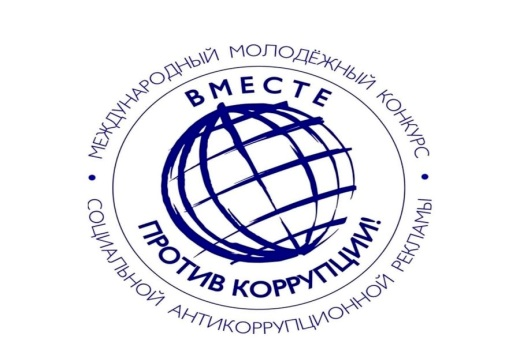 МЕЖДУНАРОДНЫЙ МОЛОДЁЖНЫЙ КОНКУРС
СОЦИАЛЬНОЙ АНТИКОРРУПЦИОННОЙ РЕКЛАМЫ
ВМЕСТЕ
ПРОТИВ КОРРУПЦИИ!